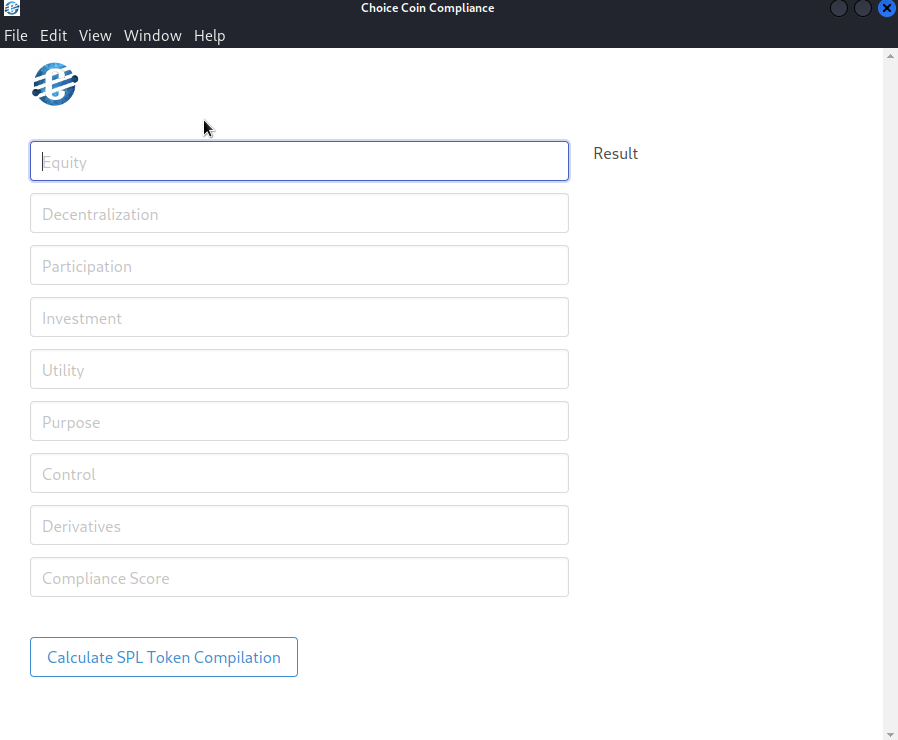 Choice Coin Compliance
File Edit View Window Help
Equity
Result
Decentralization
Participation
Investment
Utility
Purpose
Control
Derivatives
Compliance Score
Calculate SPL Token Compilation